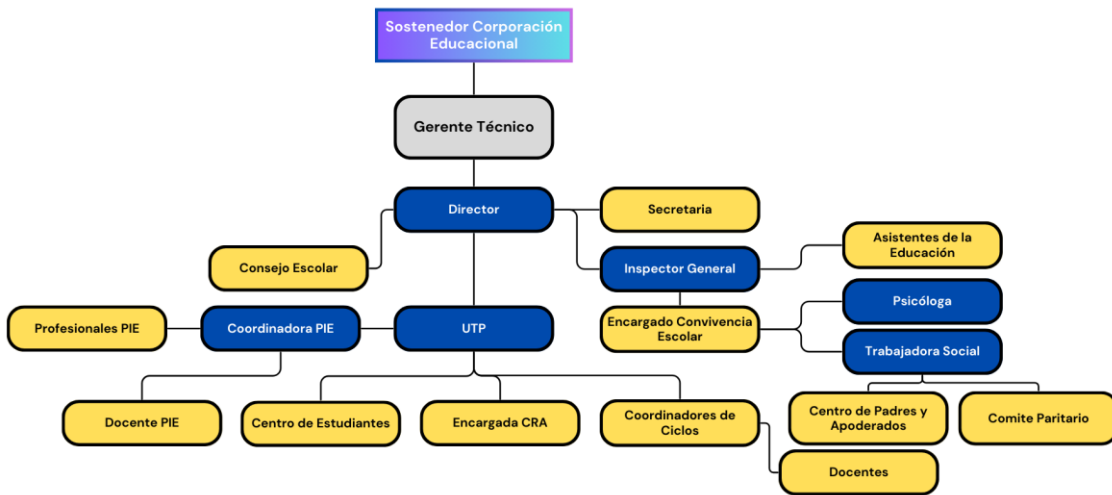 Sostenedor Corporación
Educacional
Gerente Técnico
Director
Secretaria
Consejo Escolar
Inspector General
Asistentes de la
Educación
Profesionales PIE
Coordinadora PIE
UTP
Encargado Convivencia
Escolar
Psicóloga
Trabajadora Social
Docente PIE
Centro de Estudiantes
Encargada CRA
Coordinadores de
Ciclos
Centro de Padres y
Apoderados
Comite Paritario
Docentes